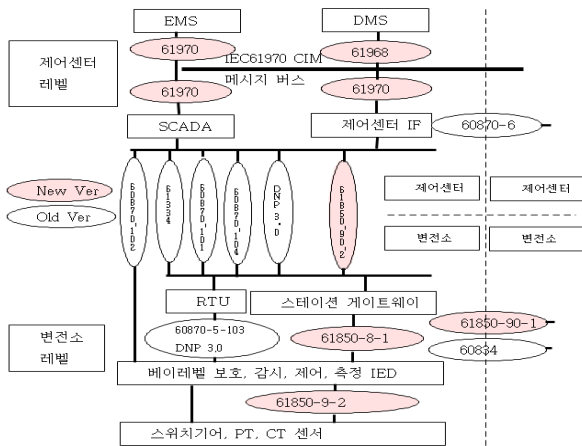 EMS
DMS
61970
61968
IEC61970 CIM
메시지 버스
제어센터
레벨
61970
61970
SCADA
제어센터 IF
60870-6
New Ver
Old Ver
60870,102
61334
60870,101
60870,104
DNP 3.0
61850,90,2
제어센터
제어센터
변전소
변전소
RTU
스테이션 게이트웨이
60870-5-103
DNP 3.0
61850-8-1
61850-90-1
60834
변전소
레벨
베이레벨 보호, 감시, 제어, 측정 IED
61850-9-2
스위치기어, PT, CT 센서